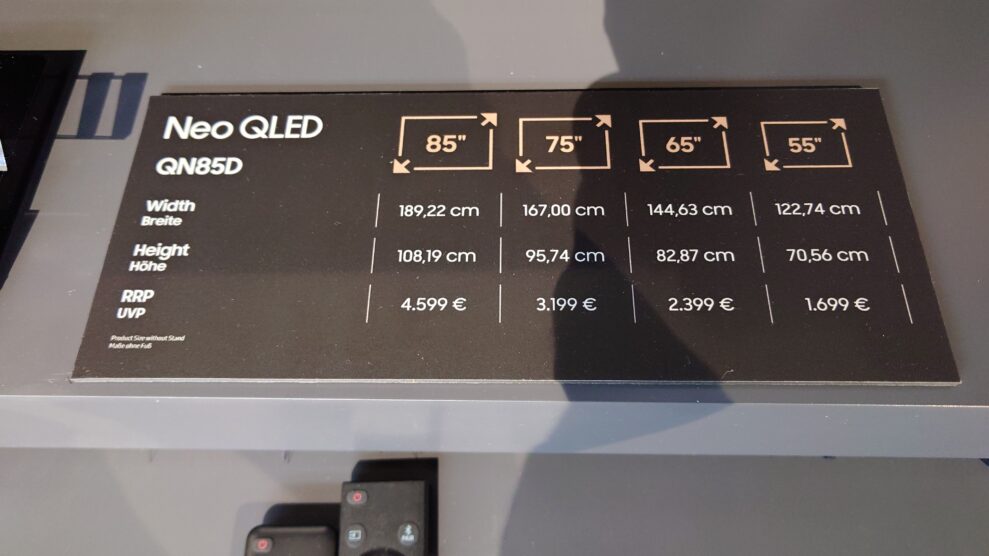 Neo QLED
QN85D
85" 75" 65" 55"
Width 189,22 cm 167,00 cm 144,63 cm 122,74 cm
Breite
Height 108,19 cm 95,74 cm 82,87 cm 70,56 cm
Höhe
RRP 4.599 € 3.199 € 2.399 € 1.699 €
UVP
Product Size without Stand
Maße ohne Fuß
PAIR